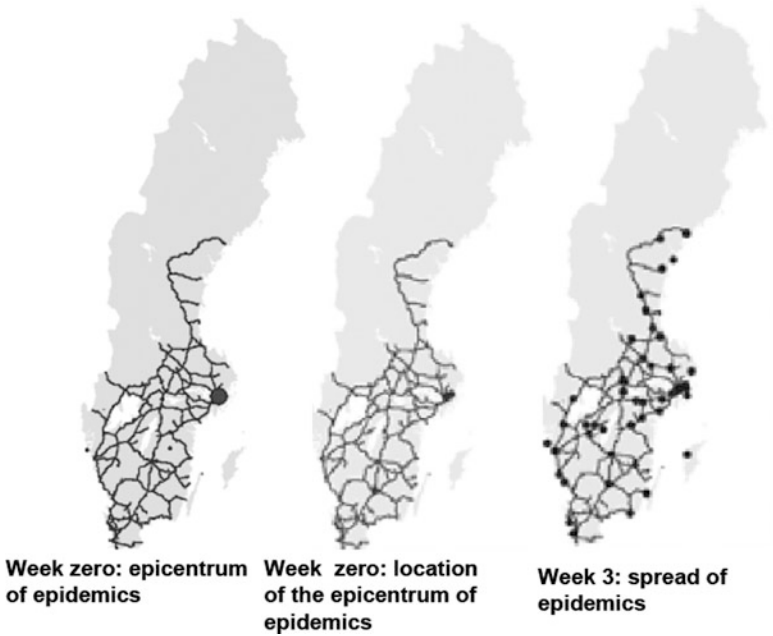 Week zero: epicentrum
of epidemics
Week zero: location
of the epicentrum of
epidemics
Week 3: spread of
epidemics